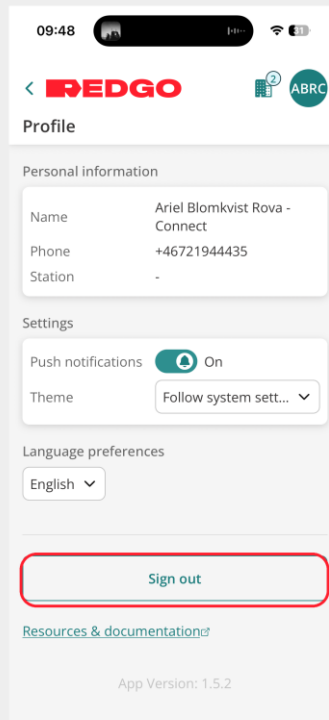 09:48
31
REDGO
2
ABRC
Profile
Personal information
Name
Ariel Blomkvist Rova -
Connect
Phone
+46721944435
Station
-
Settings
Push notifications
On
Theme
Follow system sett...
Language preferences
English
Sign out
Resources & documentation
App Version: 1.5.2